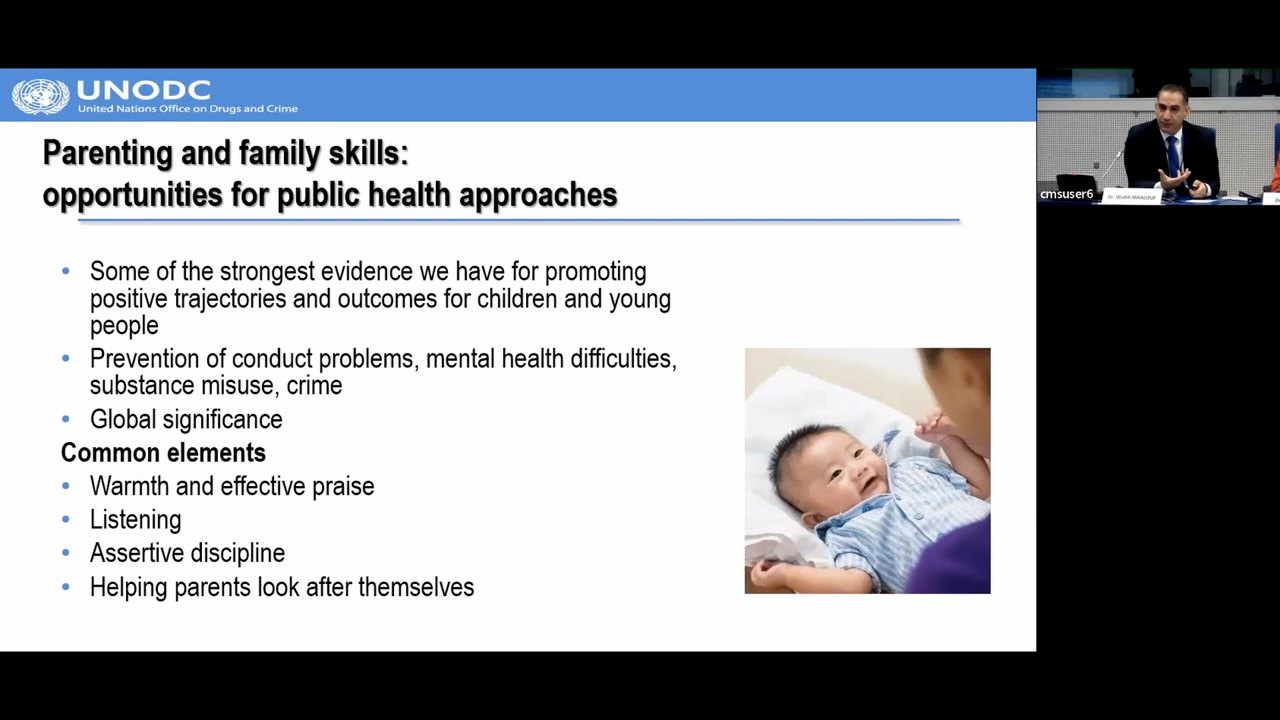 UNODC
United Nations Office on Drugs and Crime
Parenting and family skills:
opportunities for public health approaches
Some of the strongest evidence we have for promoting
positive trajectories and outcomes for children and young
people
Prevention of conduct problems, mental health difficulties,
substance misuse, crime
Global significance
Common elements
Warmth and effective praise
Listening
Assertive discipline
Helping parents look after themselves
cmsuser6
Dr. Wadih MAALOUF